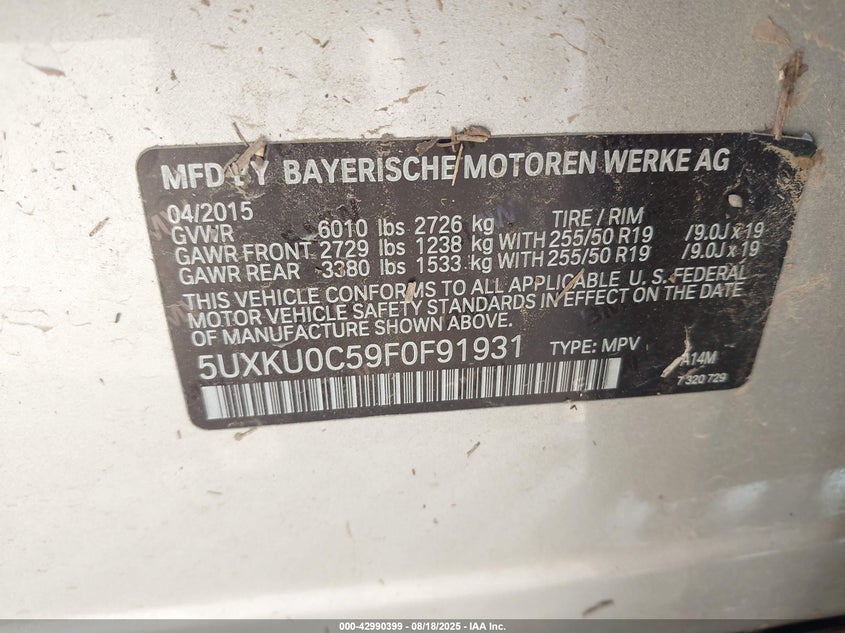 MFD BY BAYERISCHE MOTOREN WERKE AG
04/2015 TIRE / RIM
GVWR 6010 lbs 2726 kg
GAWR FRONT 2729 lbs 1238 kg WITH 255/50 R19 /9.0J x 19
GAWR REAR 3380 lbs 1533 kg WITH 255/50 R19 /9.0J x 19
THIS VEHICLE CONFORMS TO ALL APPLICABLE U. S. FEDERAL
MOTOR VEHICLE SAFETY STANDARDS IN EFFECT ON THE DATE
OF MANUFACTURE SHOWN ABOVE.
5UXKU0C59F0F91931 TYPE: MPV A14M
7 320 729
000-42990399 | 08/18/2025 - IAA Inc.